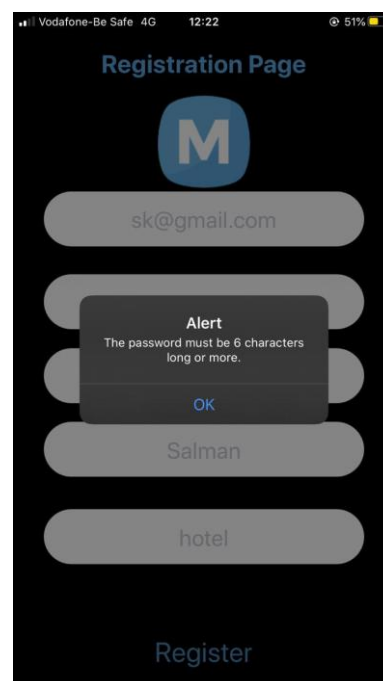 Vodafone-Be Safe 4G 12:22 51%
Registration Page
M
sk@gmail.com
Alert
The password must be 6 characters
long or more.
OK
Salman
hotel
Register